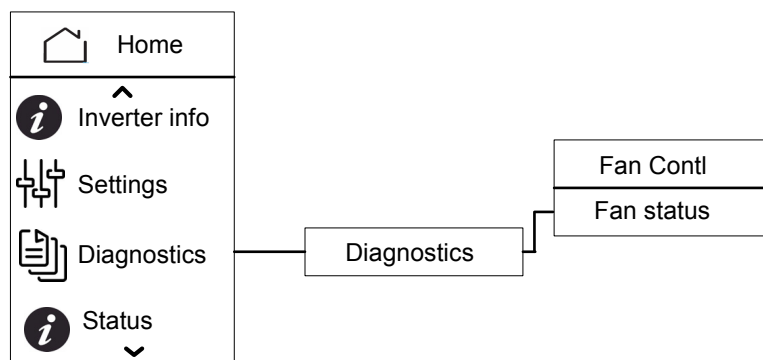 Home
Inverter info
Settings
Diagnostics
Status
Diagnostics
Fan Contl
Fan status